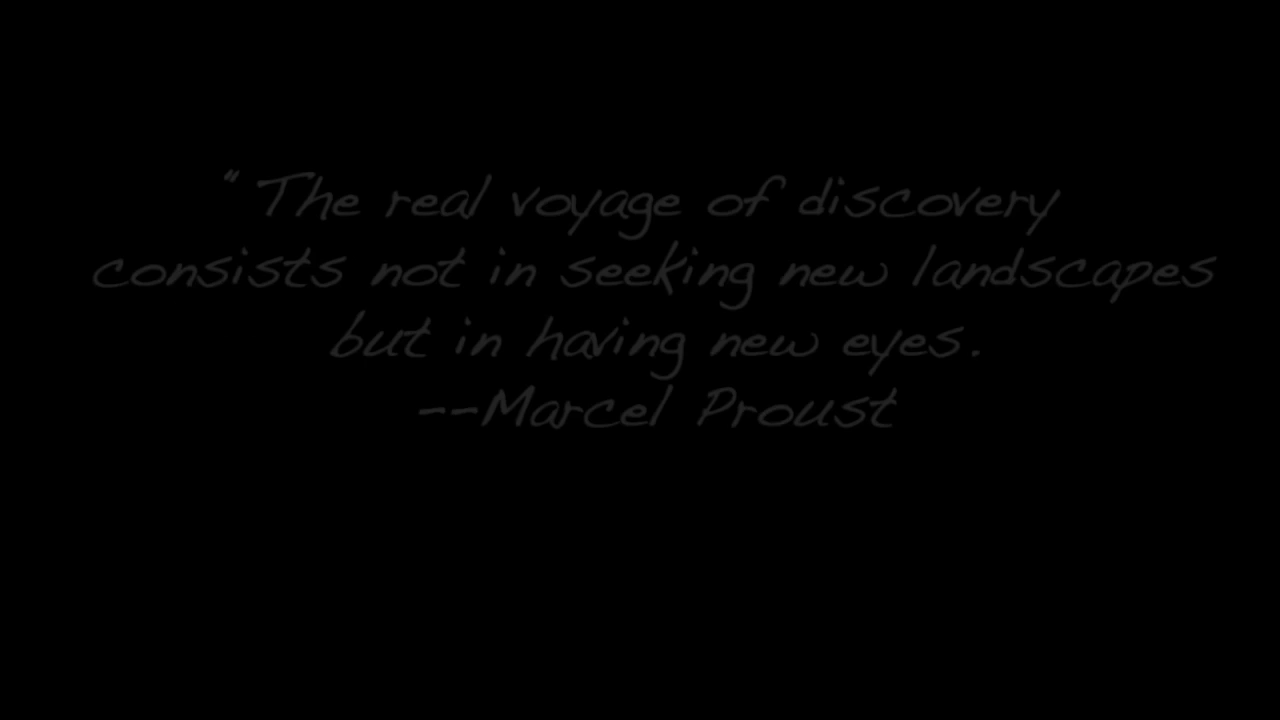 " The real voyage of discovery
consists not in seeking new landscapes
but in having new eyes.
--Marcel Proust